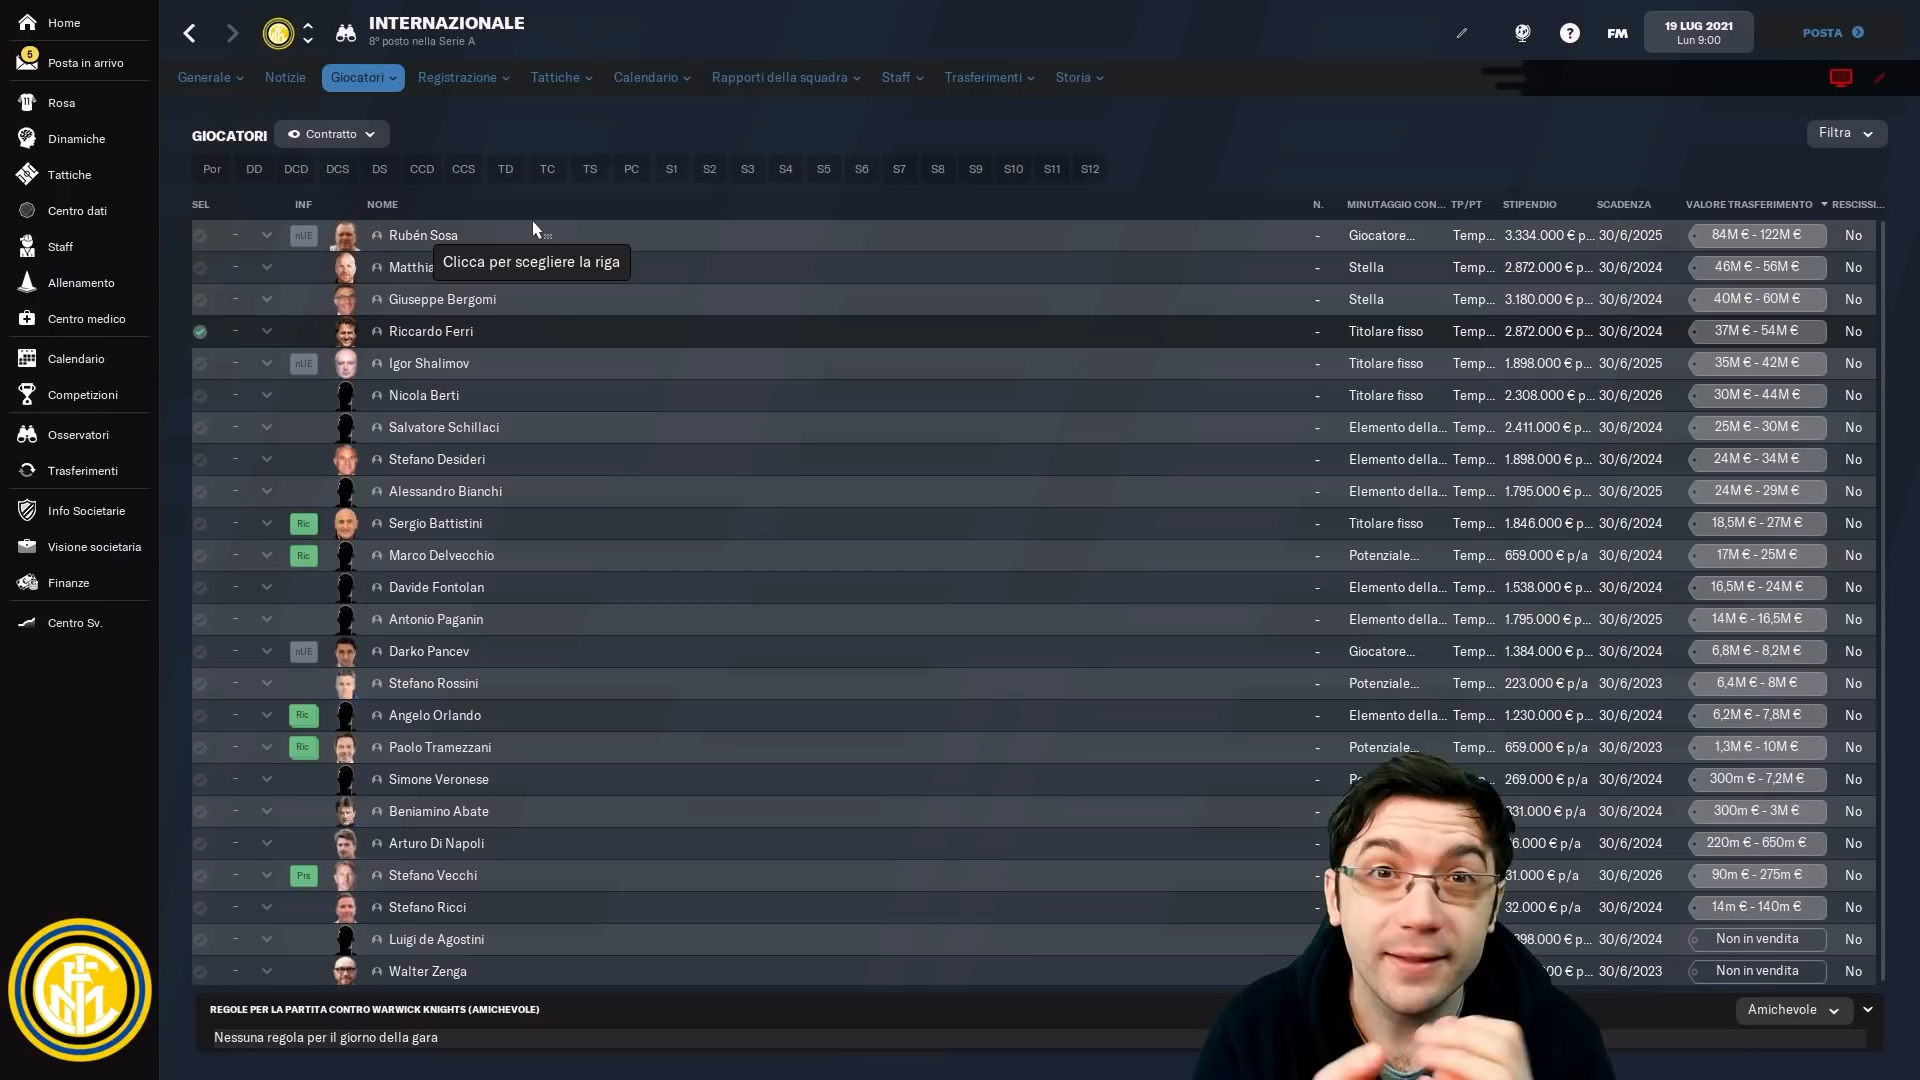 Home
INTERNAZIONALE
8° posto nella Serie A
FM
19 LUG 2021
Lun 9:00
POSTA
5
Posta in arrivo
Generale
Notizie
Giocatori
Registrazione
Tattiche
Calendario
Rapporti della squadra
Staff
Trasferimenti
Storia
Rosa
Dinamiche
Tattiche
Centro dati
Staff
Allenamento
Centro medico
Calendario
Competizioni
Osservatori
Trasferimenti
Info Societarie
Visione societaria
Finanze
Centro Sv.
GIOCATORI
Contratto
Filtra
Por DD DCD DCS DS CCD CCS TD TC TS PC S1 S2 S3 S4 S5 S6 S7 S8 S9 S10 S11 S12
SEL INF NOME N. MINUTAGGIO CON... TP/PT STIPENDIO SCADENZA VALORE TRASFERIMENTO RESCISSI...
- nUE Rubén Sosa - Giocatore... Temp... 3.334.000 € p... 30/6/2025 84M € - 122M € No
Clicca per scegliere la riga
- Matthia - Stella Temp... 2.872.000 € p... 30/6/2024 46M € - 56M € No
- Giuseppe Bergomi - Stella Temp... 3.180.000 € p... 30/6/2024 40M € - 60M € No
- Riccardo Ferri - Titolare fisso Temp... 2.872.000 € p... 30/6/2024 37M € - 54M € No
- nUE Igor Shalimov - Titolare fisso Temp... 1.898.000 € p... 30/6/2025 35M € - 42M € No
- Nicola Berti - Titolare fisso Temp... 2.308.000 € p... 30/6/2026 30M € - 44M € No
- Salvatore Schillaci - Elemento della... Temp... 2.411.000 € p... 30/6/2024 25M € - 30M € No
- Stefano Desideri - Elemento della... Temp... 1.898.000 € p... 30/6/2024 24M € - 34M € No
- Alessandro Bianchi - Elemento della... Temp... 1.795.000 € p... 30/6/2025 24M € - 29M € No
- Ric Sergio Battistini - Titolare fisso Temp... 1.846.000 € p... 30/6/2024 18,5M € - 27M € No
- Ric Marco Delvecchio - Potenziale... Temp... 659.000 € p/a 30/6/2024 17M € - 25M € No
- Davide Fontolan - Elemento della... Temp... 1.538.000 € p... 30/6/2024 16,5M € - 24M € No
- Antonio Paganin - Elemento della... Temp... 1.795.000 € p... 30/6/2025 14M € - 16,5M € No
- nUE Darko Pancev - Giocatore... Temp... 1.384.000 € p... 30/6/2024 6,8M € - 8,2M € No
- Stefano Rossini - Potenziale... Temp... 223.000 € p/a 30/6/2023 6,4M € - 8M € No
- Ric Angelo Orlando - Elemento della... Temp... 1.230.000 € p... 30/6/2024 6,2M € - 7,8M € No
- Ric Paolo Tramezzani - Potenziale... Temp... 659.000 € p/a 30/6/2023 1,3M € - 10M € No
- Simone Veronese - 269.000 € p/a 30/6/2024 300m € - 7,2M € No
- Beniamino Abate - 31.000 € p/a 30/6/2024 300m € - 3M € No
- Arturo Di Napoli - 6.000 € p/a 30/6/2024 220m € - 650m € No
- Prs Stefano Vecchi - 31.000 € p/a 30/6/2026 90m € - 275m € No
- Stefano Ricci - 32.000 € p/a 30/6/2024 14m € - 140m € No
- Luigi de Agostini - 98.000 € p... 30/6/2024 Non in vendita No
- Walter Zenga - 00 € p... 30/6/2023 Non in vendita No
REGOLE PER LA PARTITA CONTRO WARWICK KNIGHTS (AMICHEVOLE)
Amichevole
Nessuna regola per il giorno della gara